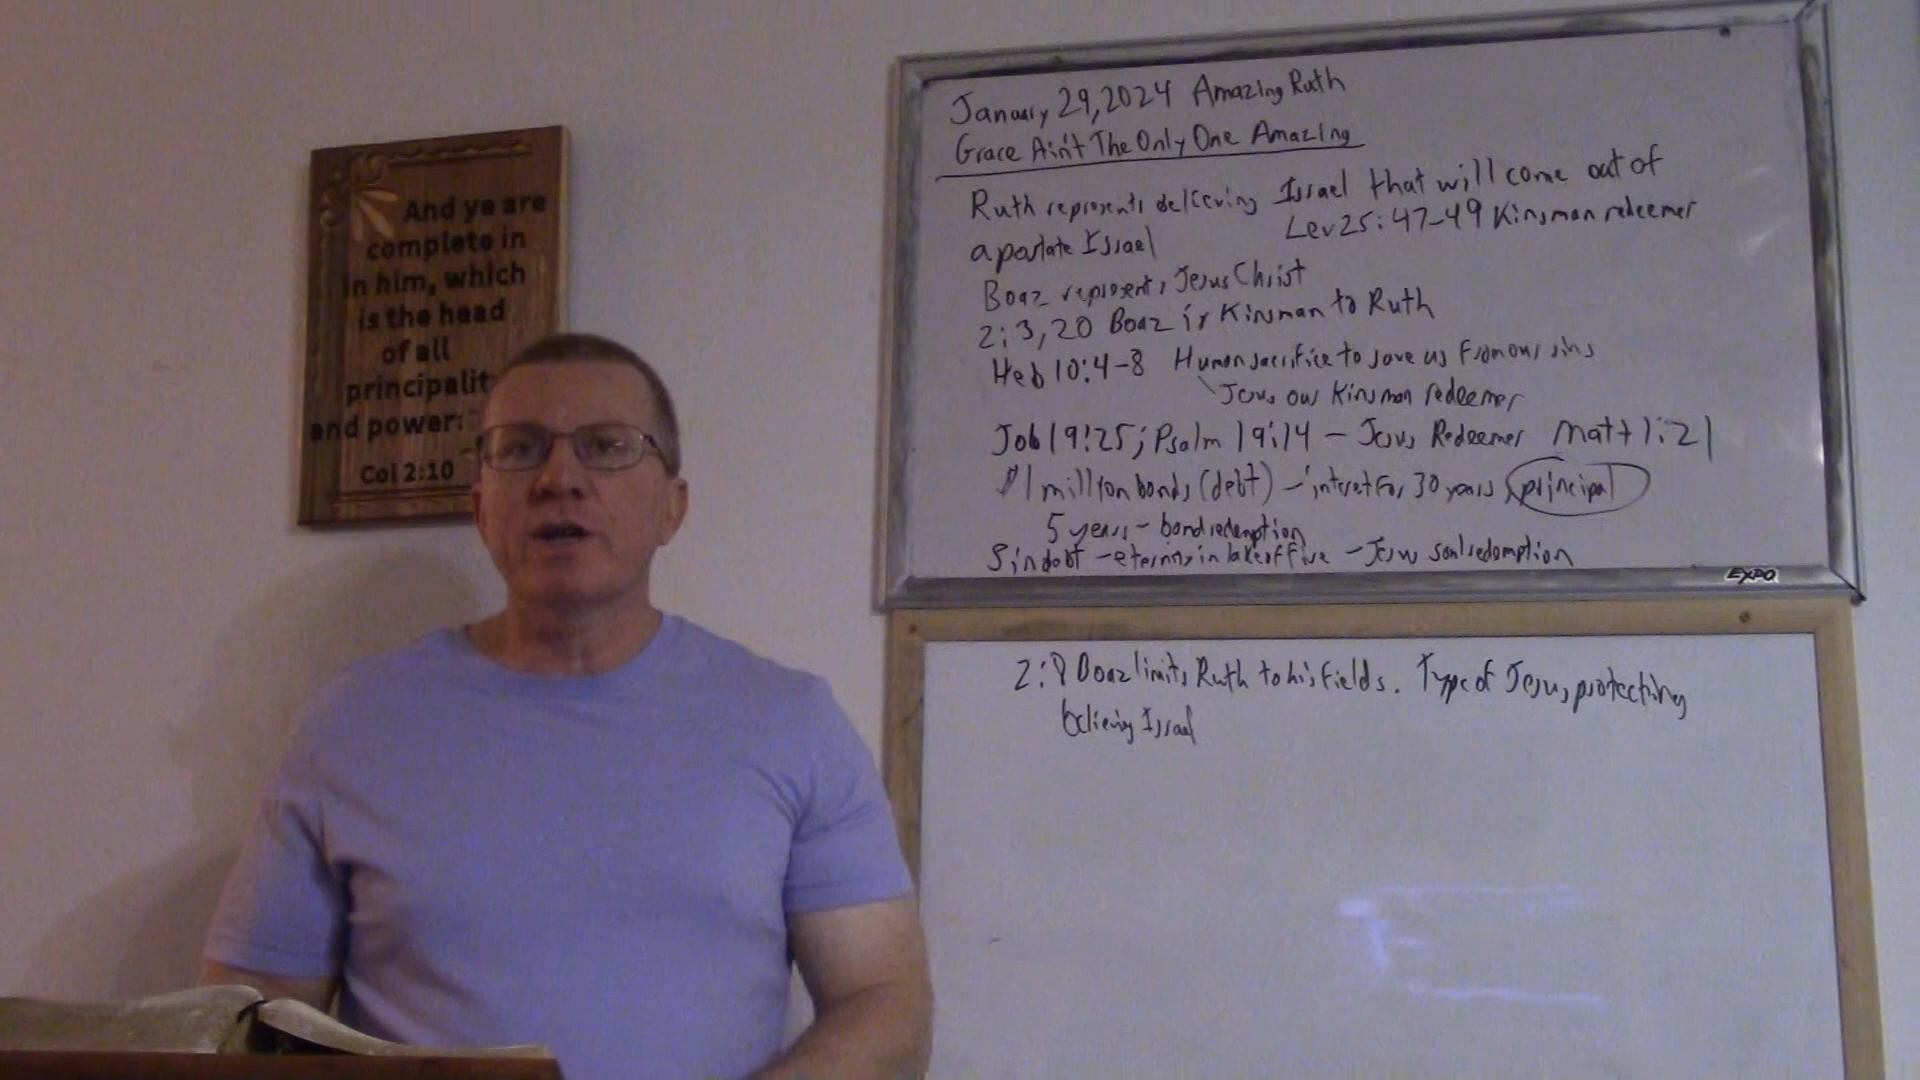 And ye are
complete in
in him, which
is the head
of all
principalit
and power:
Col 2:10
January 29, 2024 Amazing Ruth
Grace Ain't The Only One Amazing
Ruth represents believing Israel that will come out of
apostate Israel Lev 25:47-49 Kinsman redeemer
Boaz represents Jesus Christ
2:3,20 Boaz is Kinsman to Ruth
Heb 10:4-8 Human sacrifice to save us from our sins
Jesus our Kinsman redeemer
Job 19:25; Psalm 19:14 - Jesus Redeemer Matt 1:21
$1 million bonds (debt) - interest for 30 years, principal
5 years - bond redemption
Sin debt - eternity in lake of fire - Jesus soul redemption
EXPO
2:8 Boaz limits Ruth to his fields. Type of Jesus protecting
believing Israel